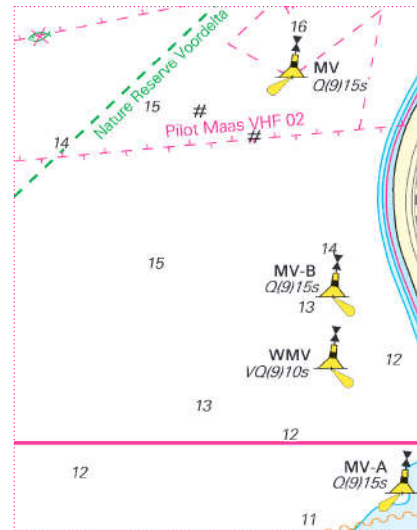 16
MV
Q(9)15s
Nature Reserve Voordelta
15
#
14
Pilot Maas VHF 02
#
15
14
MV-B
Q(9)15s
13
WMV
VQ(9)10s
12
13
12
12
MV-A
Q(9)15s
11